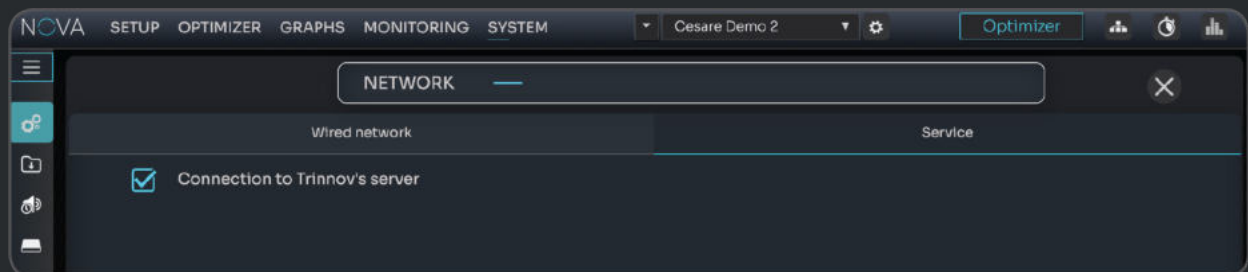 NOVA SETUP OPTIMIZER GRAPHS MONITORING SYSTEM Cesare Demo 2 Optimizer
NETWORK
Wired network Service
Connection to Trinnov's server